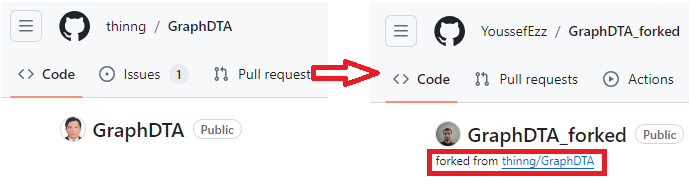 thinng / GraphDTA
Code Issues 1 Pull request
GraphDTA Public
YoussefEzz / GraphDTA_forked
Code Pull requests Actions
GraphDTA_forked Public
forked from thinng/GraphDTA